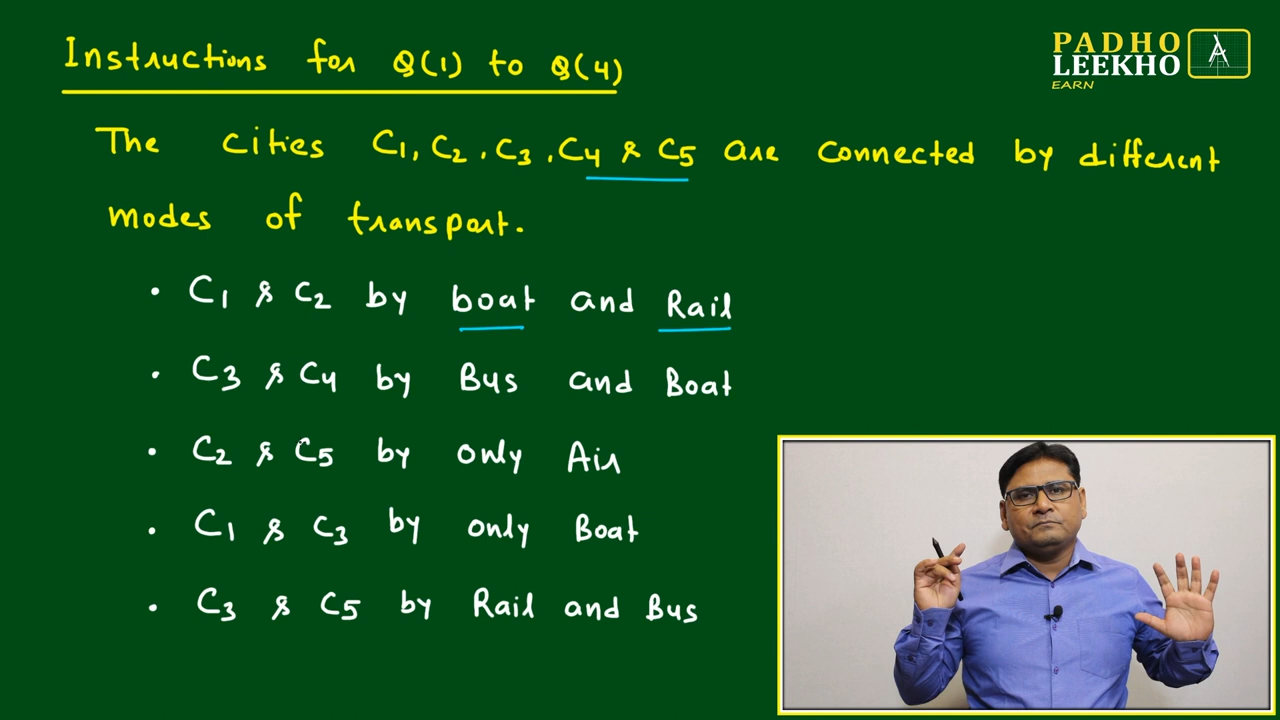 Instructions for Q(1) to Q(4)
PADHO
LEEKHO
EARN
The cities C1, C2, C3, C4 & C5 are connected by different
modes of transport.
• C1 & C2 by boat and Rail
• C3 & C4 by Bus and Boat
• C2 & C5 by only Air
• C1 & C3 by only Boat
• C3 & C5 by Rail and Bus